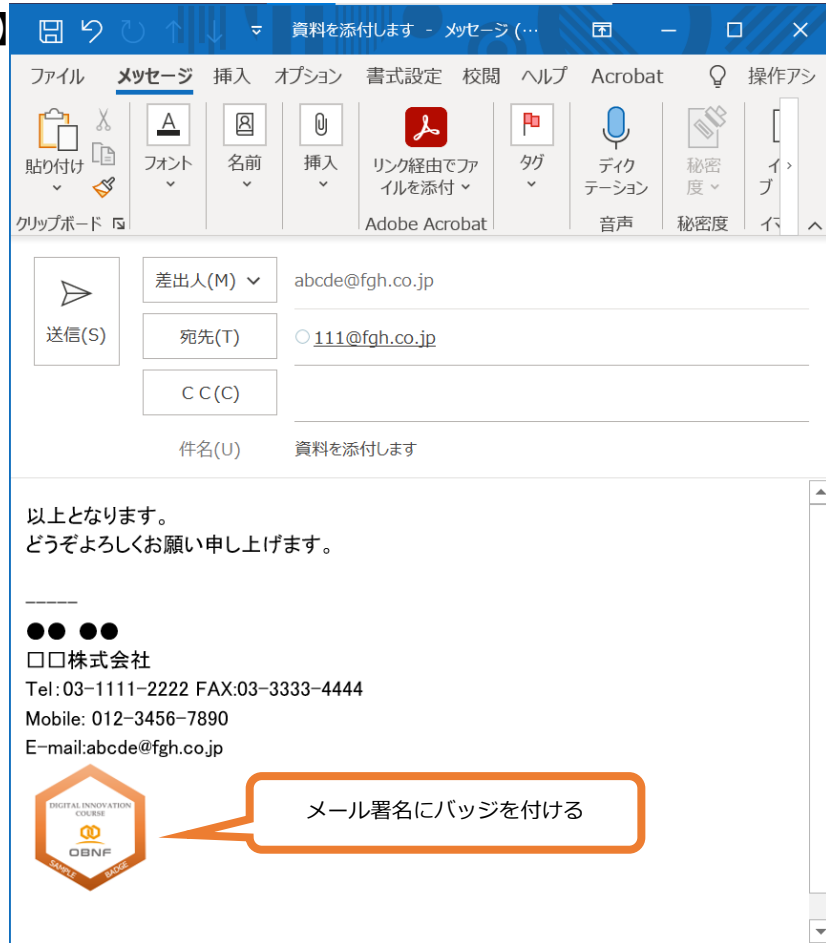 】
資料を添付します - メッセージ (…
ファイル メッセージ 挿入 オプション 書式設定 校閲 ヘルプ Acrobat 操作アシ
貼り付け
フォント
名前
挿入
リンク経由でファ
イルを添付
タグ
ディク
テーション
秘密
度
イ
ブ
クリップボード
Adobe Acrobat
音声
秘密度
イマ
送信(S)
差出人(M)
abcde@fgh.co.jp
宛先(T)
111@fgh.co.jp
ＣＣ(C)
件名(U)
資料を添付します
以上となります。
どうぞよろしくお願い申し上げます。
-----
●● ●●
□□株式会社
Tel:03-1111-2222 FAX:03-3333-4444
Mobile: 012-3456-7890
E-mail:abcde@fgh.co.jp
DIGITAL INNOVATION
COURSE
OBNF
SAMPLE BADGE
メール署名にバッジを付ける